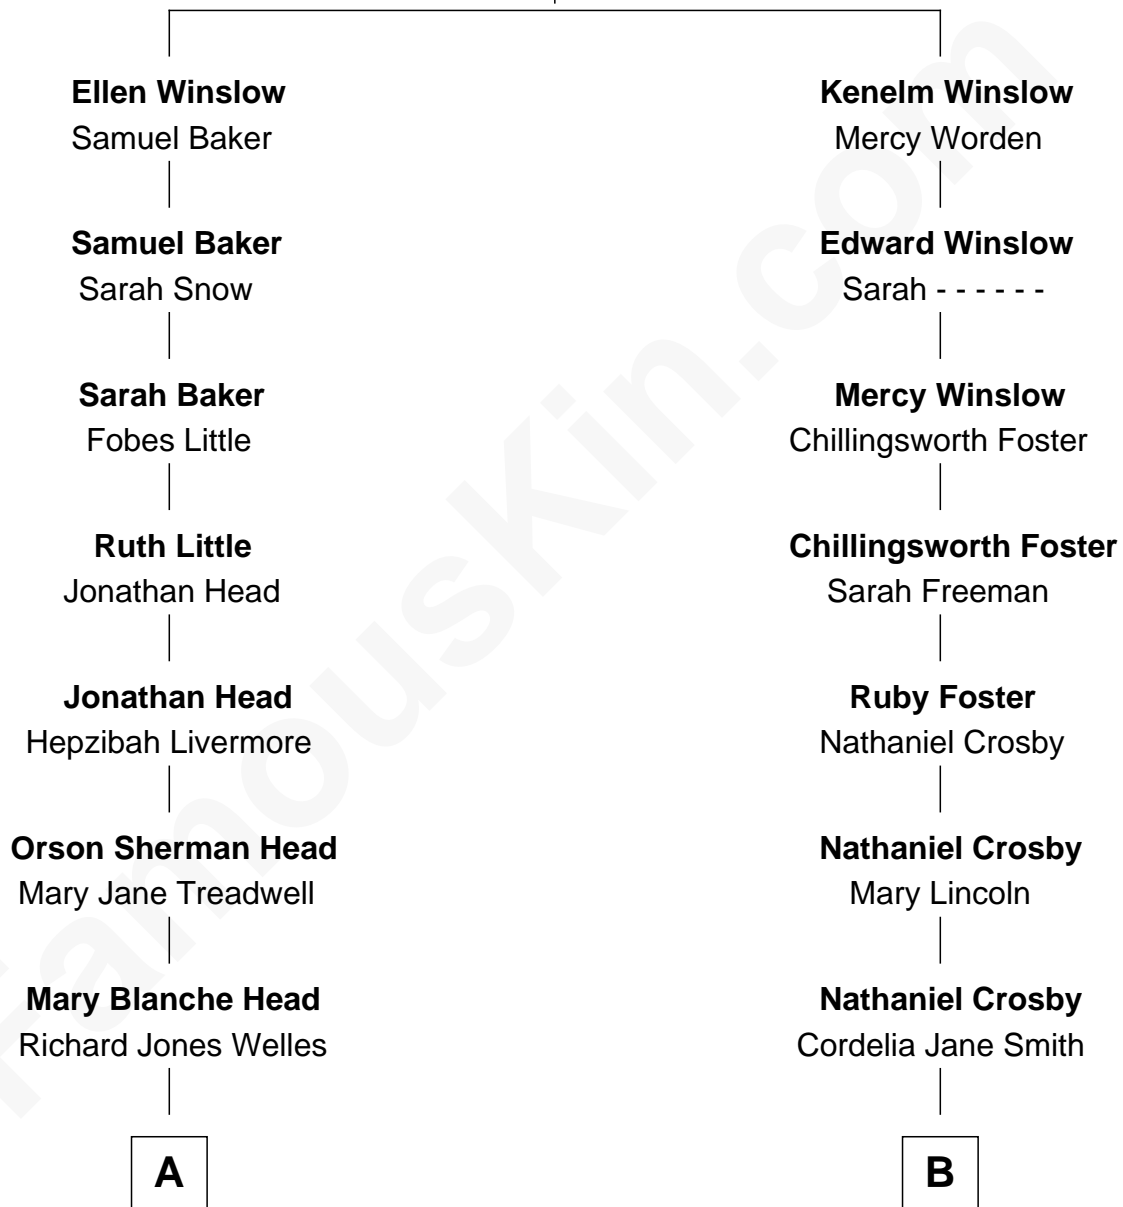 Ellen Winslow
Samuel Baker
Kenelm Winslow
Mercy Worden
Samuel Baker
Sarah Snow
Edward Winslow
Sarah - - - - - -
Sarah Baker
Fobes Little
Mercy Winslow
Chillingsworth Foster
Ruth Little
Jonathan Head
Chillingsworth Foster
Sarah Freeman
Jonathan Head
Hepzibah Livermore
Ruby Foster
Nathaniel Crosby
Orson Sherman Head
Mary Jane Treadwell
Nathaniel Crosby
Mary Lincoln
Mary Blanche Head
Richard Jones Welles
Nathaniel Crosby
Cordelia Jane Smith
A
B
FamousKin.com